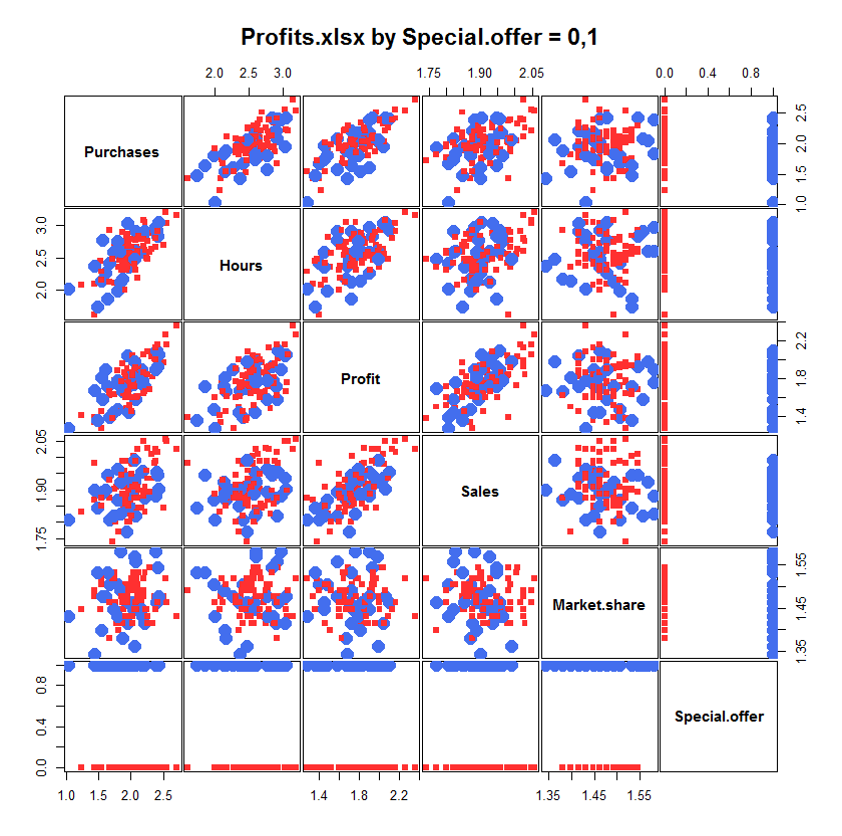 Profits.xlsx by Special.offer = 0,1
2.0 2.5 3.0 1.75 1.90 2.05 0.0 0.4 0.8
Purchases
1.0 1.5 2.0 2.5
2.0 2.5 3.0
Hours
Profit
1.4 1.8 2.2
1.75 1.90 2.05
Sales
Market.share
1.35 1.45 1.55
0.0 0.4 0.8
Special.offer
1.0 1.5 2.0 2.5 1.4 1.8 2.2 1.35 1.45 1.55